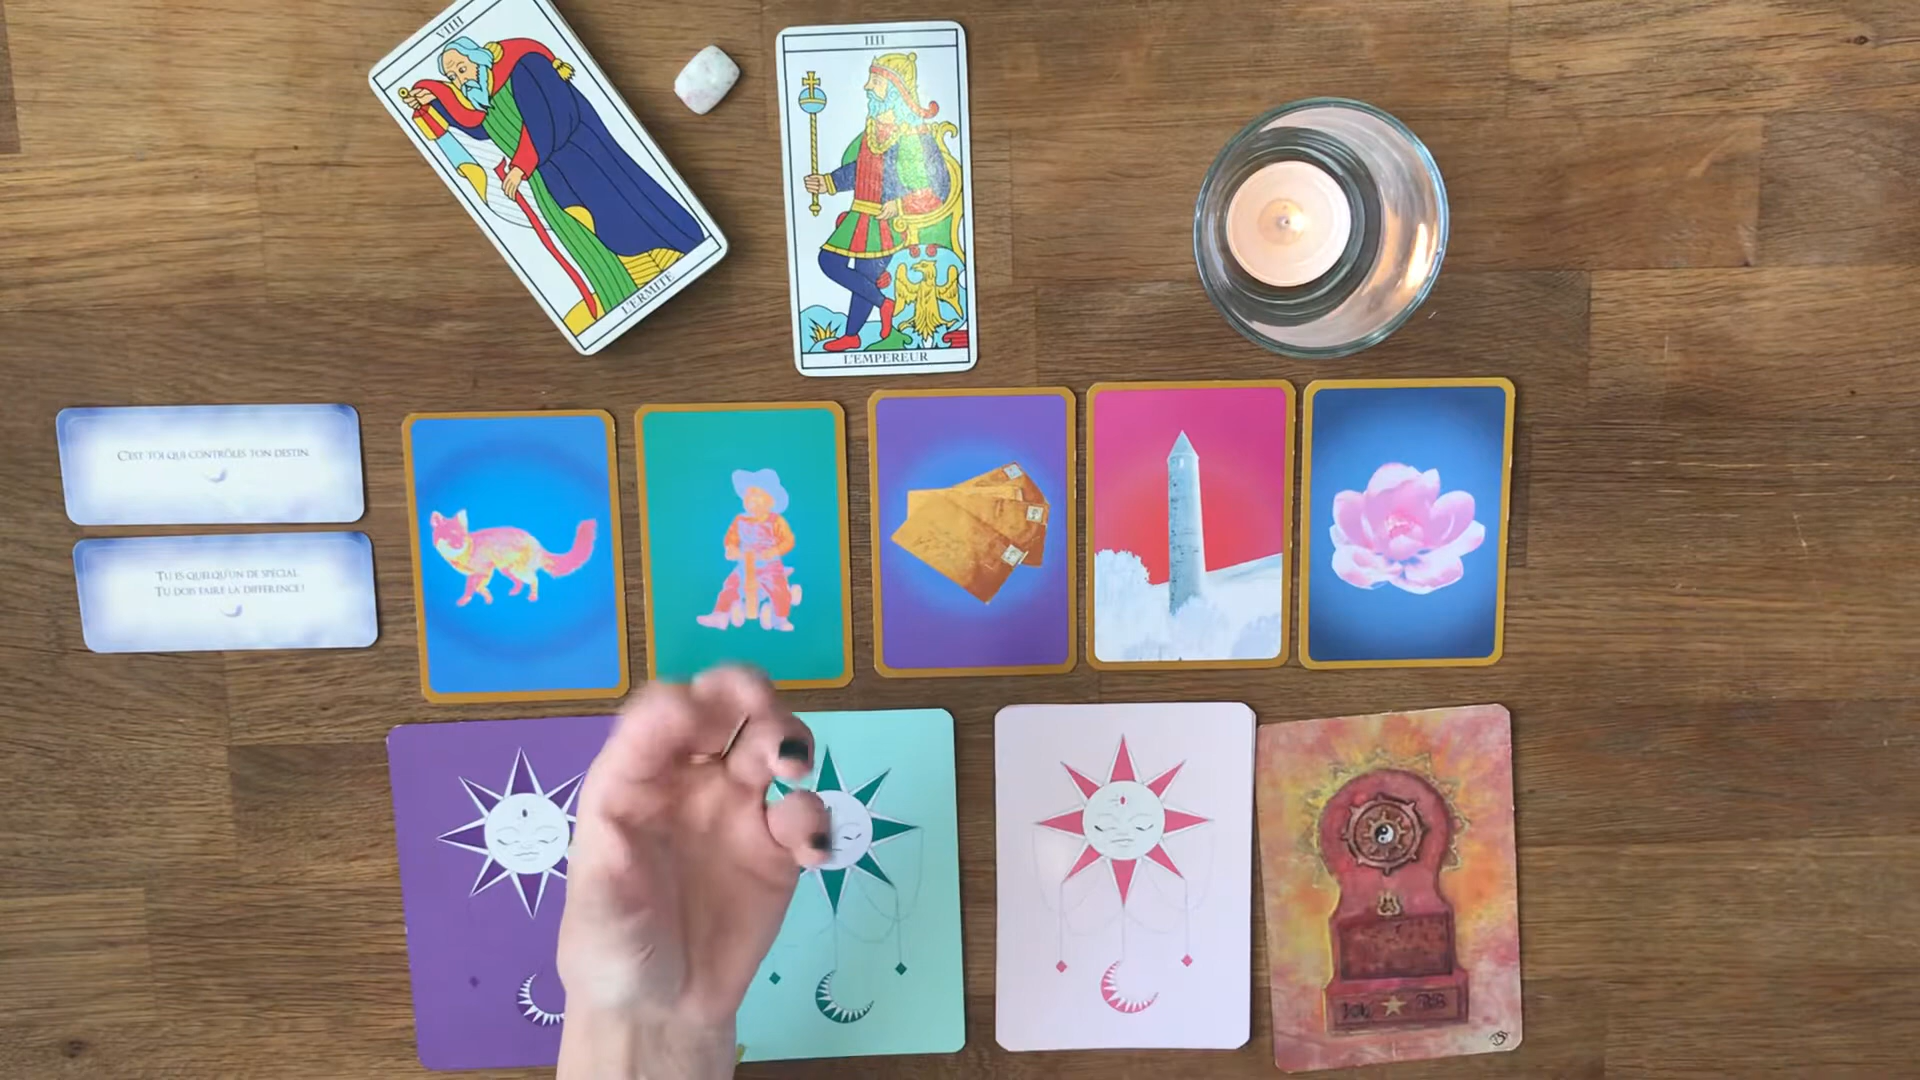 VIIII
L'ERMITE
IIII
L'EMPEREUR
C'EST TOI QUI CONTRÔLES TON DESTIN.
TU ES QUELQU'UN DE SPÉCIAL.
TU DOIS FAIRE LA DIFFÉRENCE !